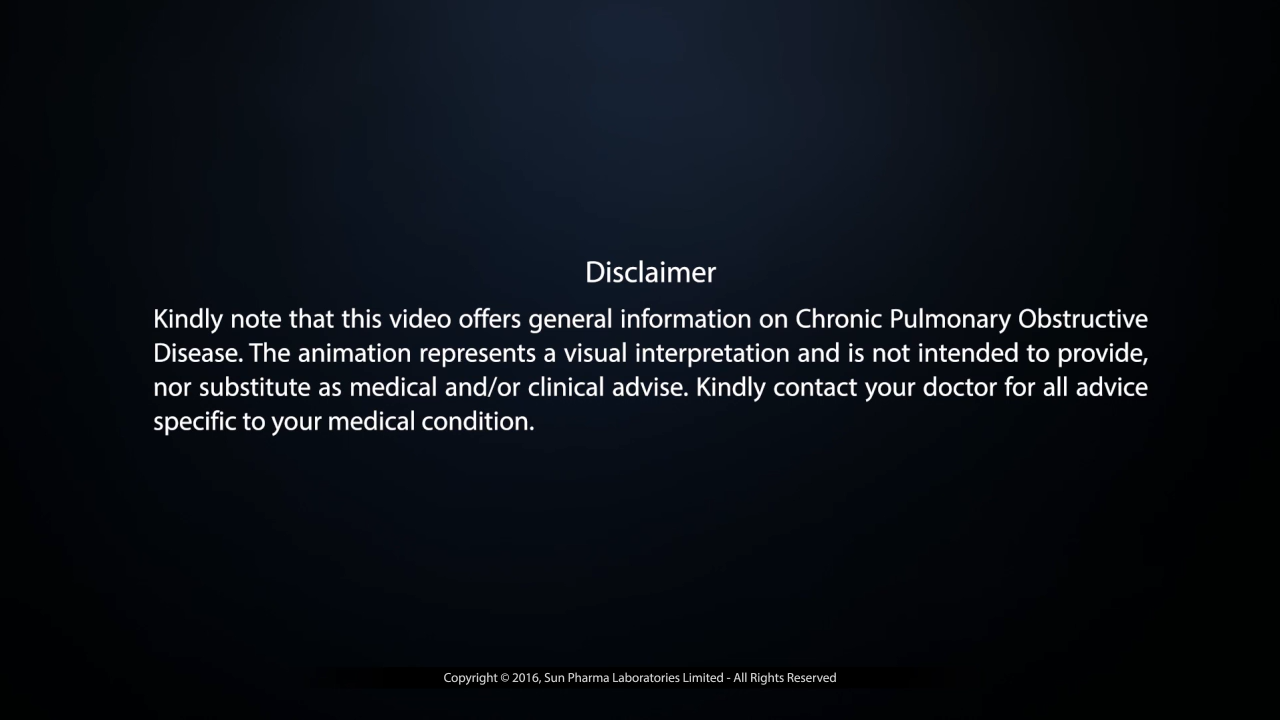 Disclaimer
Kindly note that this video offers general information on Chronic Pulmonary Obstructive
Disease. The animation represents a visual interpretation and is not intended to provide,
nor substitute as medical and/or clinical advise. Kindly contact your doctor for all advice
specific to your medical condition.
Copyright © 2016, Sun Pharma Laboratories Limited - All Rights Reserved